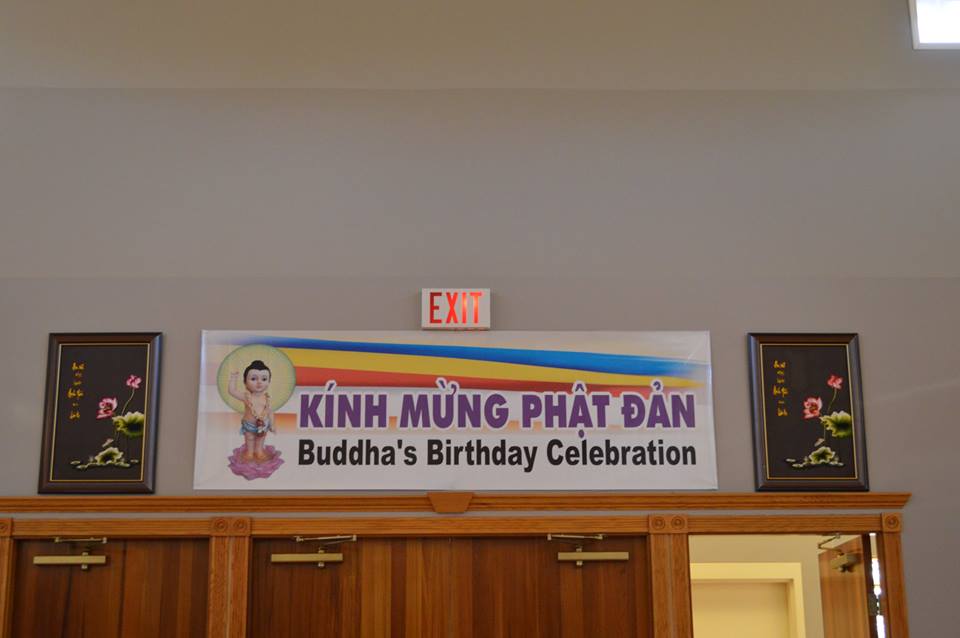 EXIT
KÍNH MỪNG PHẬT ĐẢN
Buddha's Birthday Celebration